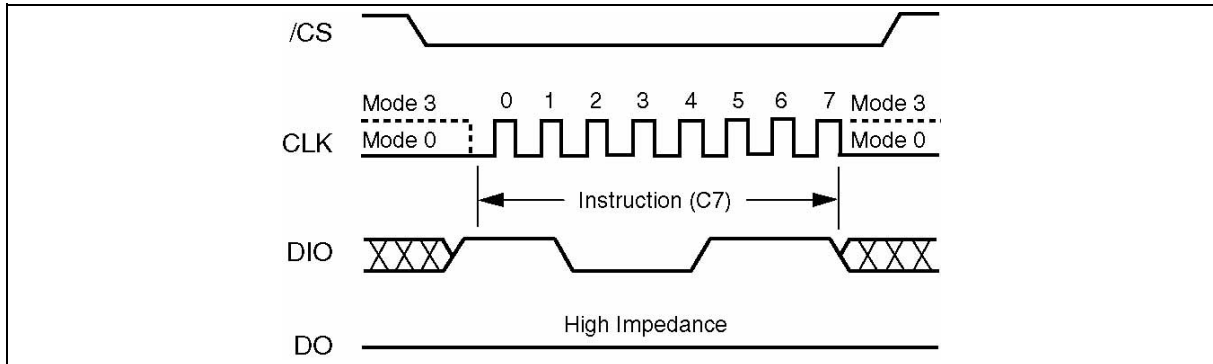 /CS
Mode 3 0 1 2 3 4 5 6 7 Mode 3
CLK Mode 0 Mode 0
Instruction (C7)
DIO
High Impedance
DO